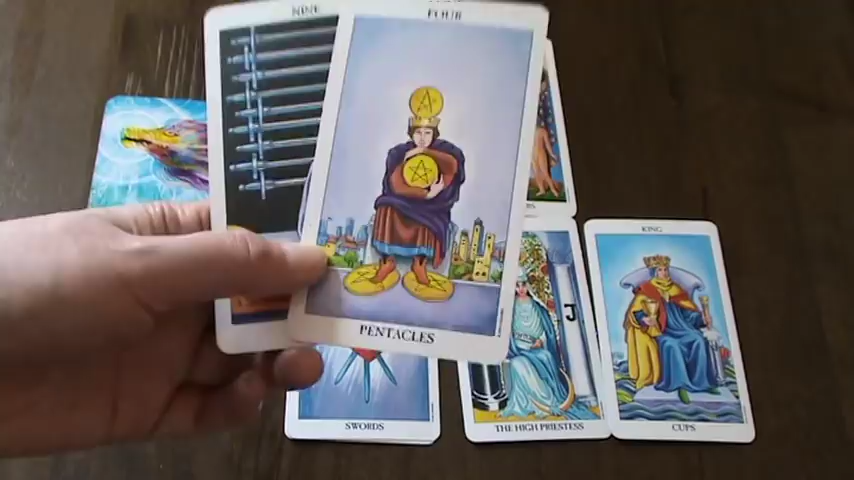 NINE
FOUR
PENTACLES
KING
J
SWORDS
THE HIGH PRIESTESS
CUPS